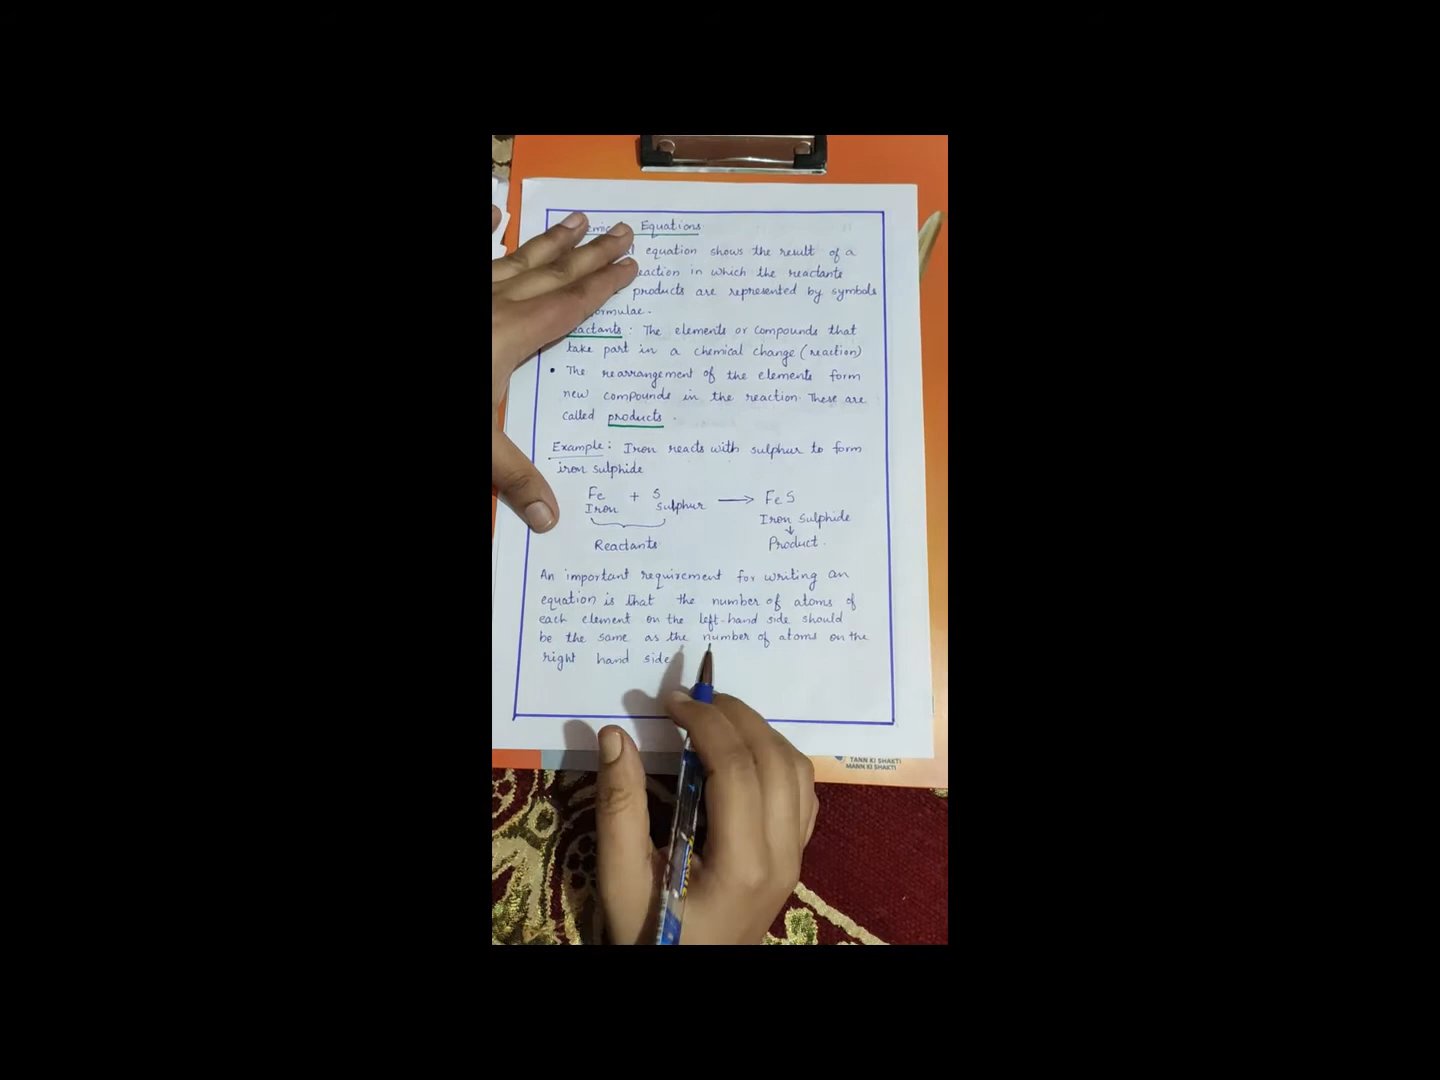 Equations
equation shows the result of a
reaction in which the reactants
products are represented by symbols
formulae.
Reactants : The elements or compounds that
take part in a chemical change (reaction)
• The rearrangement of the elements form
new compounds in the reaction. These are
called products .
Example : Iron reacts with sulphur to form
iron sulphide
Fe + S → FeS
Iron Sulphur Iron Sulphide
Reactants Product .
An important requirement for writing an
equation is that the number of atoms of
each element on the left-hand side should
be the same as the number of atoms on the
right hand side
TANN KI SHAKTI
MANN KI SHAKTI